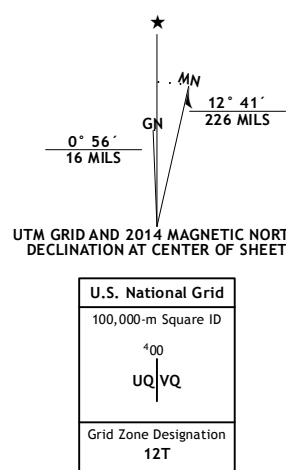 MN
GN
12° 41´
226 MILS
0° 56´
16 MILS
UTM GRID AND 2014 MAGNETIC NORT
DECLINATION AT CENTER OF SHEET
U.S. National Grid
100,000-m Square ID
⁴00
UQ VQ
Grid Zone Designation
12T